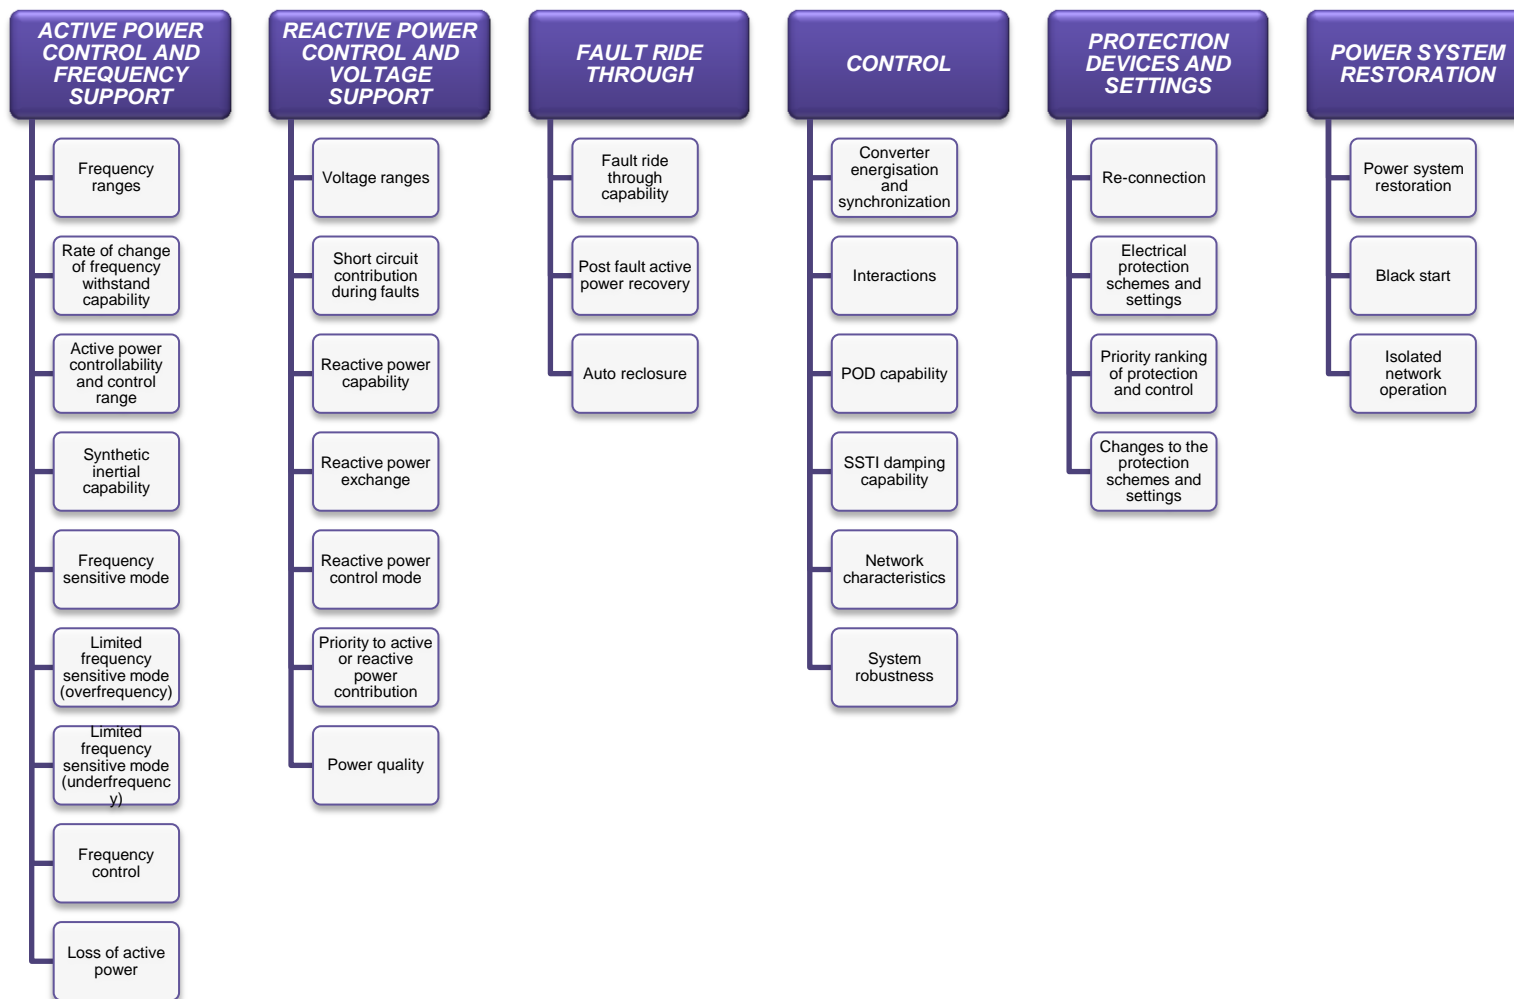 ACTIVE POWER
CONTROL AND
FREQUENCY
SUPPORT
Frequency
ranges
Rate of change
of frequency
withstand
capability
Active power
controllability
and control
range
Synthetic
inertial
capability
Frequency
sensitive mode
Limited
frequency
sensitive mode
(overfrequency)
Limited
frequency
sensitive mode
(underfrequenc
y)
Frequency
control
Loss of active
power
REACTIVE POWER
CONTROL AND
VOLTAGE
SUPPORT
Voltage ranges
Short circuit
contribution
during faults
Reactive power
capability
Reactive power
exchange
Reactive power
control mode
Priority to active
or reactive
power
contribution
Power quality
FAULT RIDE
THROUGH
Fault ride
through
capability
Post fault active
power recovery
Auto reclosure
CONTROL
Converter
energisation
and
synchronization
Interactions
POD capability
SSTI damping
capability
Network
characteristics
System
robustness
PROTECTION
DEVICES AND
SETTINGS
Re-connection
Electrical
protection
schemes and
settings
Priority ranking
of protection
and control
Changes to the
protection
schemes and
settings
POWER SYSTEM
RESTORATION
Power system
restoration
Black start
Isolated
network
operation